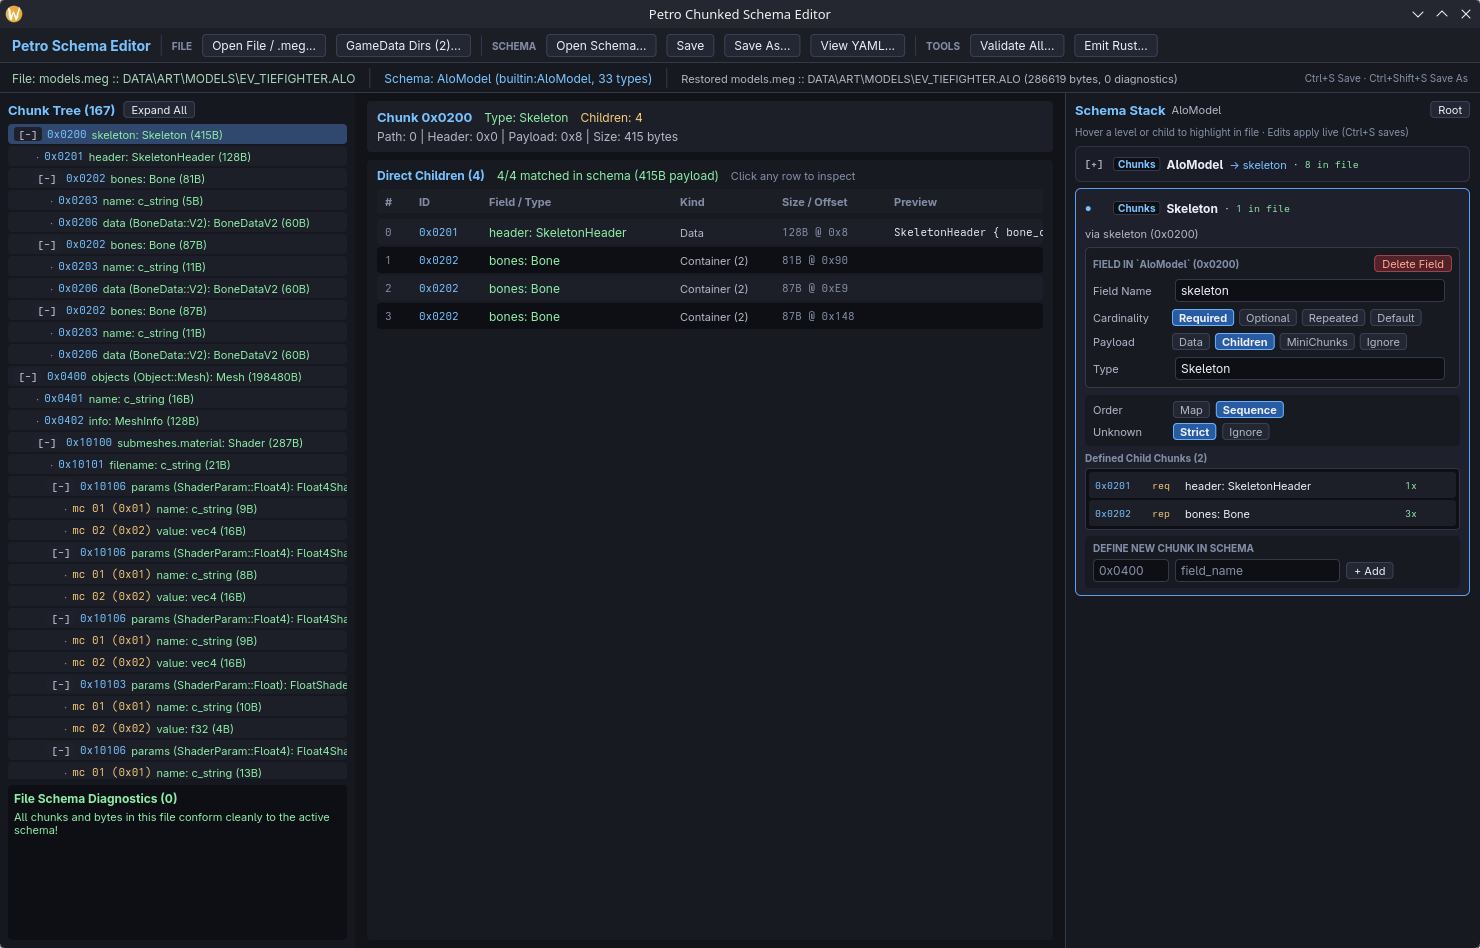 Petro Chunked Schema Editor
Petro Schema Editor FILE Open File / .meg... GameData Dirs (2)... SCHEMA Open Schema... Save Save As... View YAML... TOOLS Validate All... Emit Rust...
File: models.meg :: DATA\ART\MODELS\EV_TIEFIGHTER.ALO Schema: AloModel (builtin:AloModel, 33 types) Restored models.meg :: DATA\ART\MODELS\EV_TIEFIGHTER.ALO (286619 bytes, 0 diagnostics) Ctrl+S Save · Ctrl+Shift+S Save As
Chunk Tree (167) Expand All
[-] 0x0200 skeleton: Skeleton (415B)
· 0x0201 header: SkeletonHeader (128B)
[-] 0x0202 bones: Bone (81B)
· 0x0203 name: c_string (5B)
· 0x0206 data (BoneData::V2): BoneDataV2 (60B)
[-] 0x0202 bones: Bone (87B)
· 0x0203 name: c_string (11B)
· 0x0206 data (BoneData::V2): BoneDataV2 (60B)
[-] 0x0202 bones: Bone (87B)
· 0x0203 name: c_string (11B)
· 0x0206 data (BoneData::V2): BoneDataV2 (60B)
[-] 0x0400 objects (Object::Mesh): Mesh (198480B)
· 0x0401 name: c_string (16B)
· 0x0402 info: MeshInfo (128B)
[-] 0x10100 submeshes.material: Shader (287B)
· 0x10101 filename: c_string (21B)
[-] 0x10106 params (ShaderParam::Float4): Float4Sha
· mc 01 (0x01) name: c_string (9B)
· mc 02 (0x02) value: vec4 (16B)
[-] 0x10106 params (ShaderParam::Float4): Float4Sha
· mc 01 (0x01) name: c_string (8B)
· mc 02 (0x02) value: vec4 (16B)
[-] 0x10106 params (ShaderParam::Float4): Float4Sha
· mc 01 (0x01) name: c_string (9B)
· mc 02 (0x02) value: vec4 (16B)
[-] 0x10103 params (ShaderParam::Float): FloatShade
· mc 01 (0x01) name: c_string (10B)
· mc 02 (0x02) value: f32 (4B)
[-] 0x10106 params (ShaderParam::Float4): Float4Sha
· mc 01 (0x01) name: c_string (13B)
File Schema Diagnostics (0)
All chunks and bytes in this file conform cleanly to the active
schema!
Chunk 0x0200 Type: Skeleton Children: 4
Path: 0 | Header: 0x0 | Payload: 0x8 | Size: 415 bytes
Direct Children (4) 4/4 matched in schema (415B payload) Click any row to inspect
# ID Field / Type Kind Size / Offset Preview
0 0x0201 header: SkeletonHeader Data 128B @ 0x8 SkeletonHeader { bone_c
1 0x0202 bones: Bone Container (2) 81B @ 0x90
2 0x0202 bones: Bone Container (2) 87B @ 0xE9
3 0x0202 bones: Bone Container (2) 87B @ 0x148
Schema Stack AloModel Root
Hover a level or child to highlight in file · Edits apply live (Ctrl+S saves)
[+] Chunks AloModel → skeleton · 8 in file
• Chunks Skeleton · 1 in file
via skeleton (0x0200)
FIELD IN `AloModel` (0x0200) Delete Field
Field Name skeleton
Cardinality Required Optional Repeated Default
Payload Data Children MiniChunks Ignore
Type Skeleton
Order Map Sequence
Unknown Strict Ignore
Defined Child Chunks (2)
0x0201 req header: SkeletonHeader 1x
0x0202 rep bones: Bone 3x
DEFINE NEW CHUNK IN SCHEMA
0x0400 field_name + Add